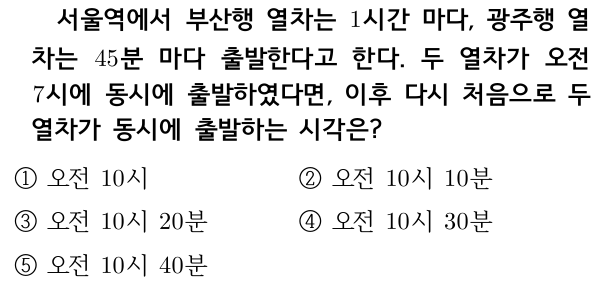 서울역에서 부산행 열차는 1시간 마다, 광주행 열
차는 45분 마다 출발한다고 한다. 두 열차가 오전
7시에 동시에 출발하였다면, 이후 다시 처음으로 두
열차가 동시에 출발하는 시각은?
① 오전 10시 ② 오전 10시 10분
③ 오전 10시 20분 ④ 오전 10시 30분
⑤ 오전 10시 40분